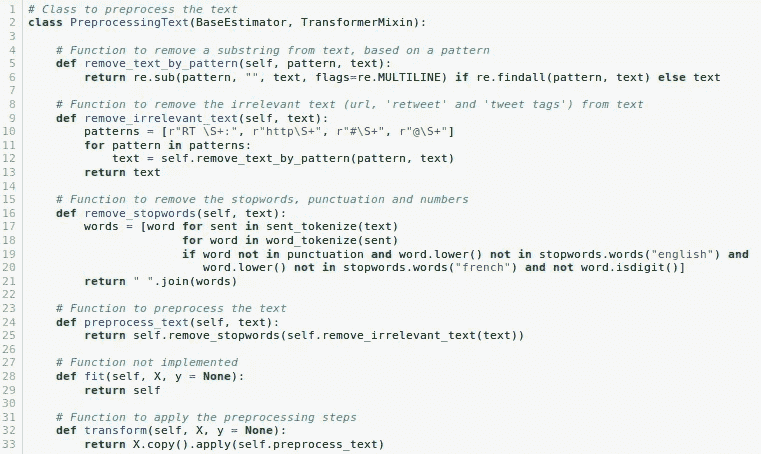 1 # Class to preprocess the text
2 class PreprocessingText(BaseEstimator, TransformerMixin):
3
4     # Function to remove a substring from text, based on a pattern
5     def remove_text_by_pattern(self, pattern, text):
6         return re.sub(pattern, "", text, flags=re.MULTILINE) if re.findall(pattern, text) else text
7
8     # Function to remove the irrelevant text (url, 'retweet' and 'tweet tags') from text
9     def remove_irrelevant_text(self, text):
10         patterns = [r"RT \S+:", r"http\S+", r"#\S+", r"@\S+"]
11         for pattern in patterns:
12             text = self.remove_text_by_pattern(pattern, text)
13         return text
14
15     # Function to remove the stopwords, punctuation and numbers
16     def remove_stopwords(self, text):
17         words = [word for sent in sent_tokenize(text)
18                       for word in word_tokenize(sent)
19                       if word not in punctuation and word.lower() not in stopwords.words("english") and
20                          word.lower() not in stopwords.words("french") and not word.isdigit()]
21         return " ".join(words)
22
23     # Function to preprocess the text
24     def preprocess_text(self, text):
25         return self.remove_stopwords(self.remove_irrelevant_text(text))
26
27     # Function not implemented
28     def fit(self, X, y = None):
29         return self
30
31     # Function to apply the preprocessing steps
32     def transform(self, X, y = None):
33         return X.copy().apply(self.preprocess_text)